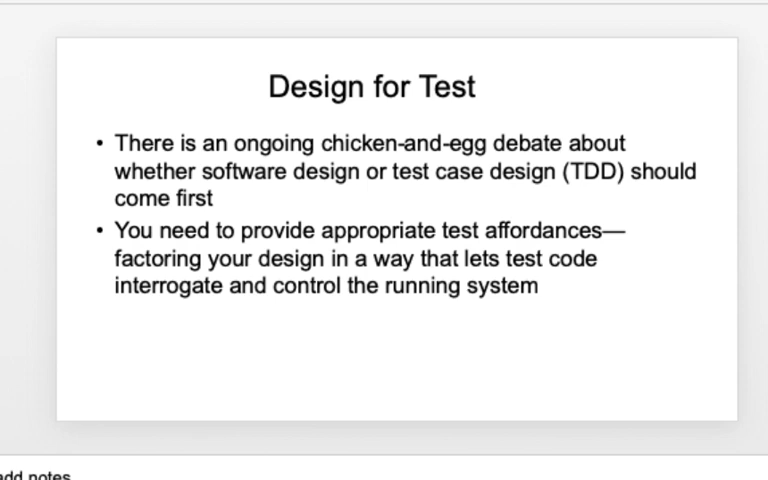 Design for Test
• There is an ongoing chicken-and-egg debate about
whether software design or test case design (TDD) should
come first
• You need to provide appropriate test affordances—
factoring your design in a way that lets test code
interrogate and control the running system
add notes